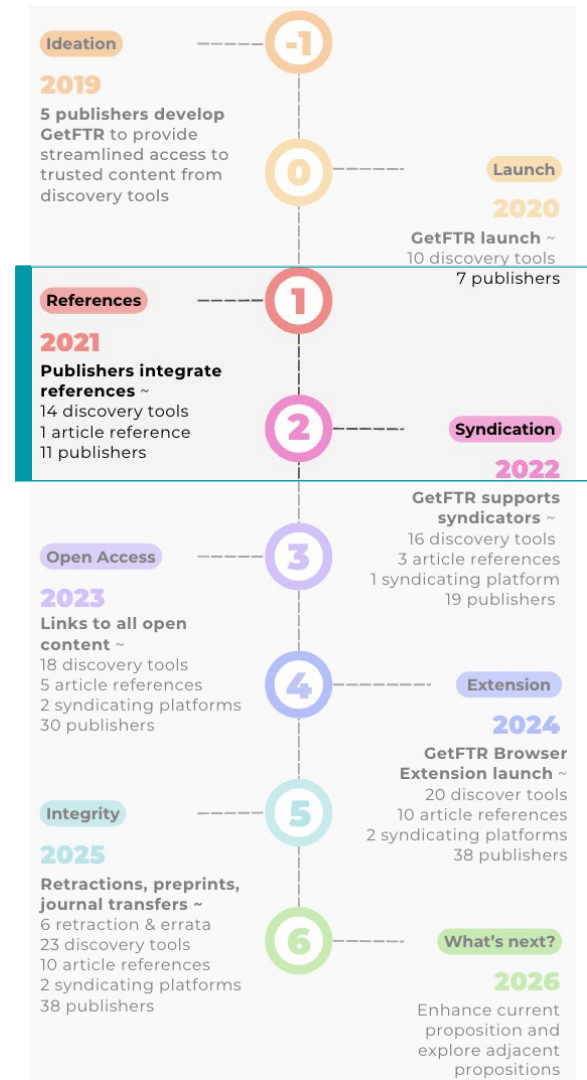 Ideation
-1
2019
5 publishers develop
GetFTR to provide
streamlined access to
trusted content from
discovery tools
0
Launch
2020
GetFTR launch ~
10 discovery tools
7 publishers
References
1
2021
Publishers integrate
references ~
14 discovery tools
1 article reference
11 publishers
2
Syndication
2022
GetFTR supports
syndicators ~
16 discovery tools
3 article references
1 syndicating platform
19 publishers
Open Access
3
2023
Links to all open
content ~
18 discovery tools
5 article references
2 syndicating platforms
30 publishers
4
Extension
2024
GetFTR Browser
Extension launch ~
20 discover tools
10 article references
2 syndicating platforms
38 publishers
Integrity
5
2025
Retractions, preprints,
journal transfers ~
6 retraction & errata
23 discovery tools
10 article references
2 syndicating platforms
38 publishers
6
What's next?
2026
Enhance current
proposition and
explore adjacent
propositions